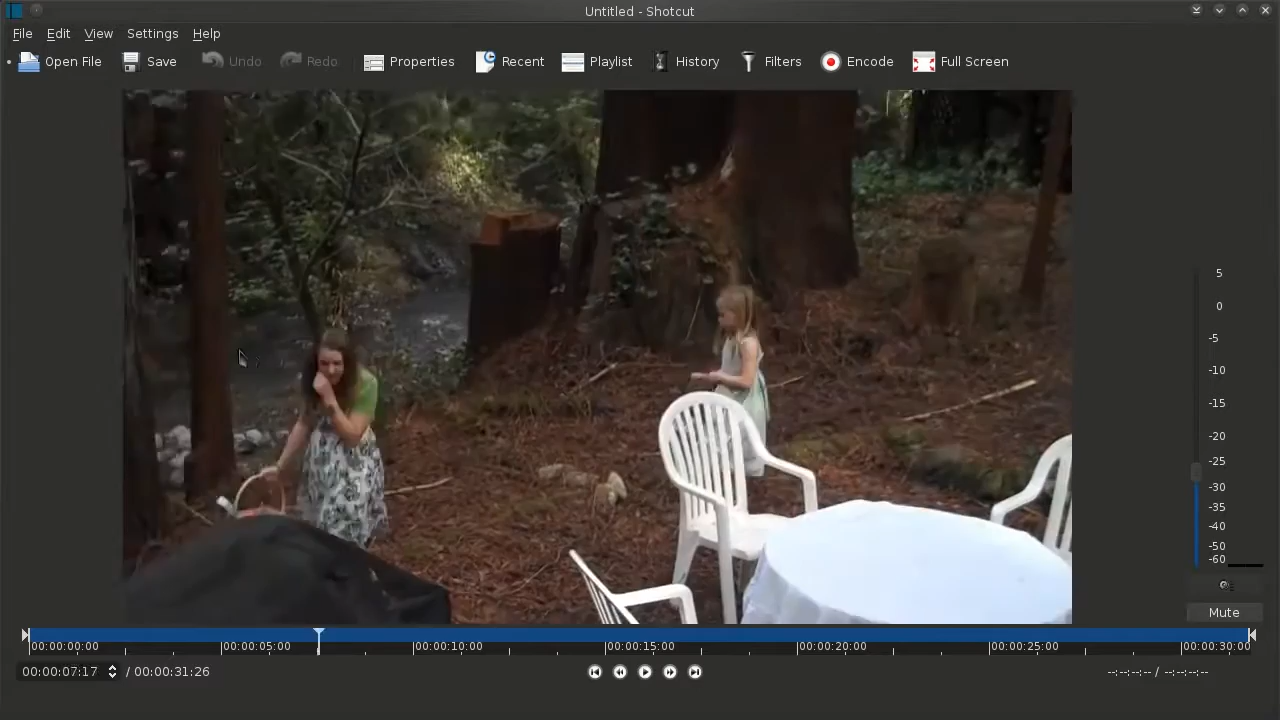 Untitled - Shotcut
File Edit View Settings Help
Open File Save Undo Redo Properties Recent Playlist History Filters Encode Full Screen
5
0
-5
-10
-15
-20
-25
-30
-35
-40
-50
-60
Mute
00:00:00:00 00:00:05:00 00:00:10:00 00:00:15:00 00:00:20:00 00:00:25:00 00:00:30:00
00:00:07:17 / 00:00:31:26 --:--:--:-- / --:--:--:--